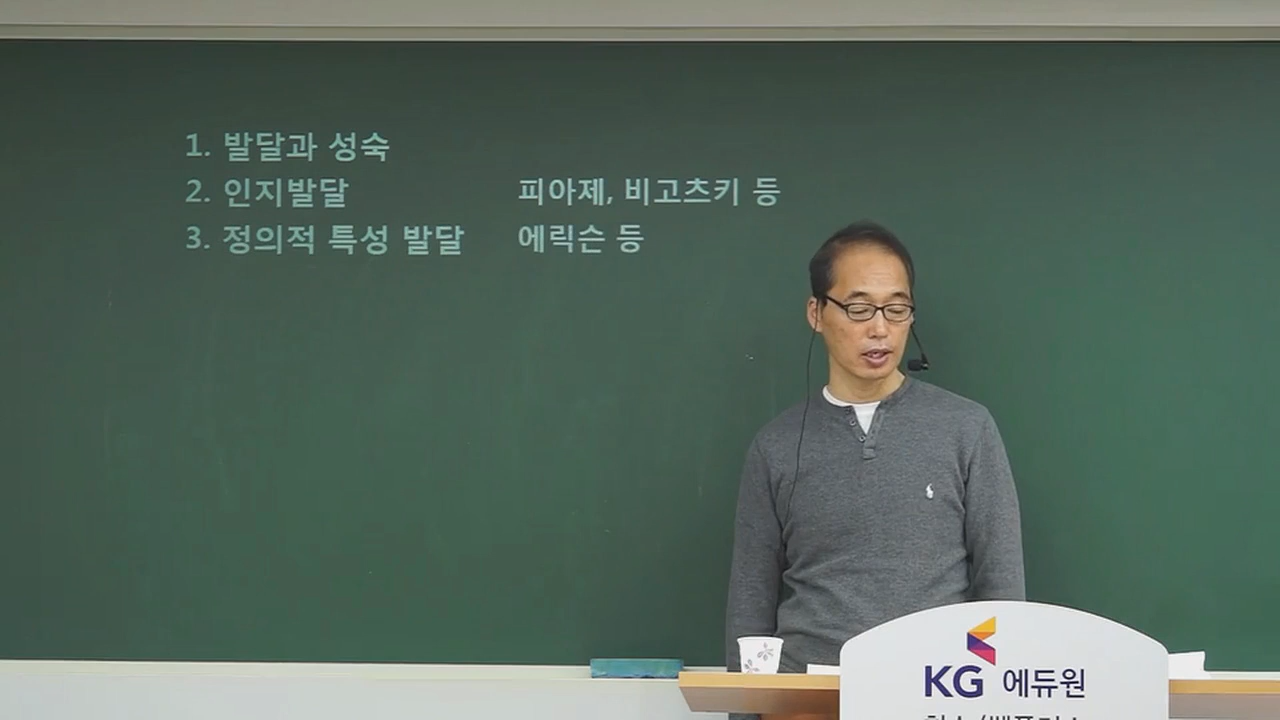 1. 발달과 성숙
2. 인지발달 피아제, 비고츠키 등
3. 정의적 특성 발달 에릭슨 등
KG 에듀원